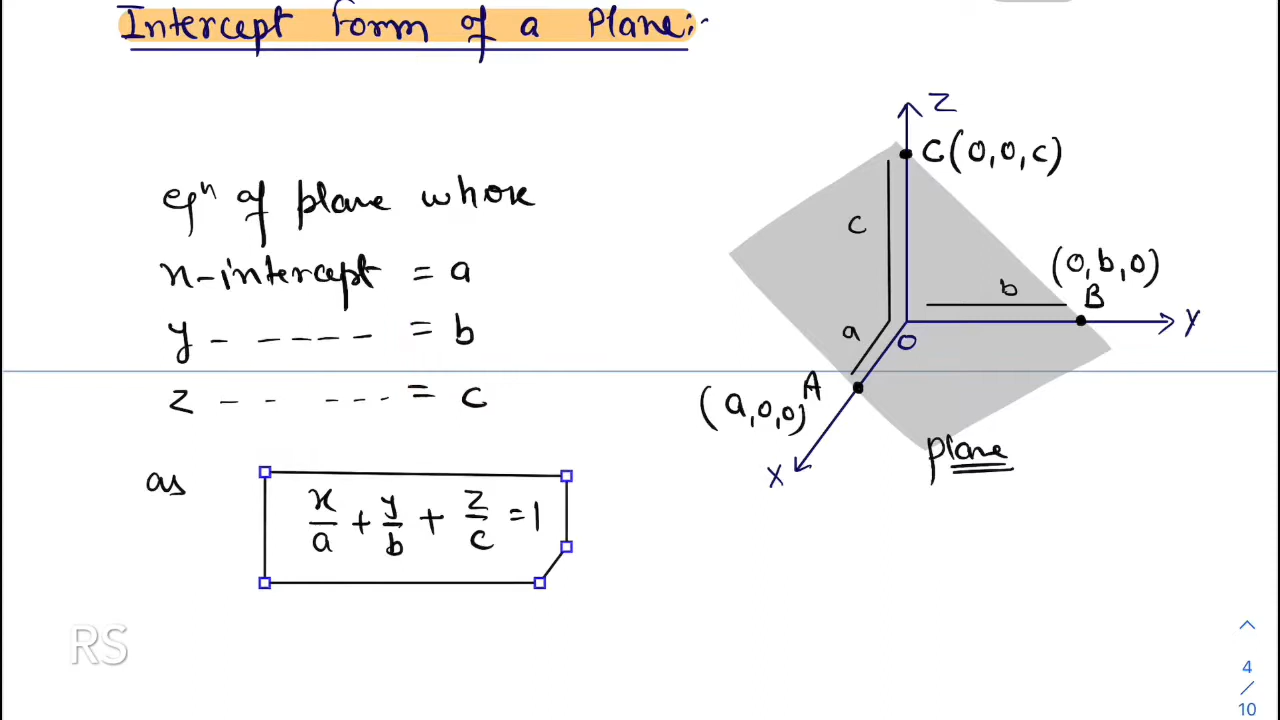 Intercept form of a Plane:-
Z
C(0,0,c)
eqⁿ of plane whose
c
x-intercept = a
(0,b,0)
b
B
y - - - - - = b
a
O
Y
z - - - - - = c
(a,0,0)
A
plane
X
as
x/a + y/b + z/c = 1
RS
4
/
10